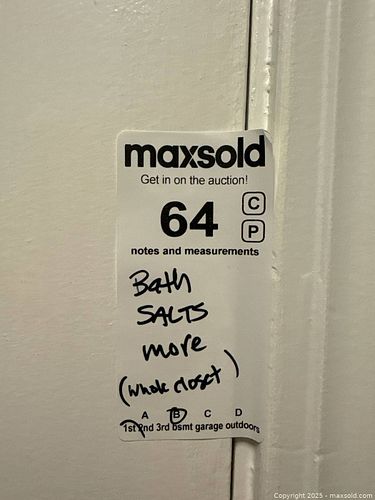 maxsold
Get in on the auction!
64
C
P
notes and measurements
Bath
SALTS
more
(whole closet)
A B C D
1st 2nd 3rd bsmt garage outdoors
Copyright 2025 - maxsold.com